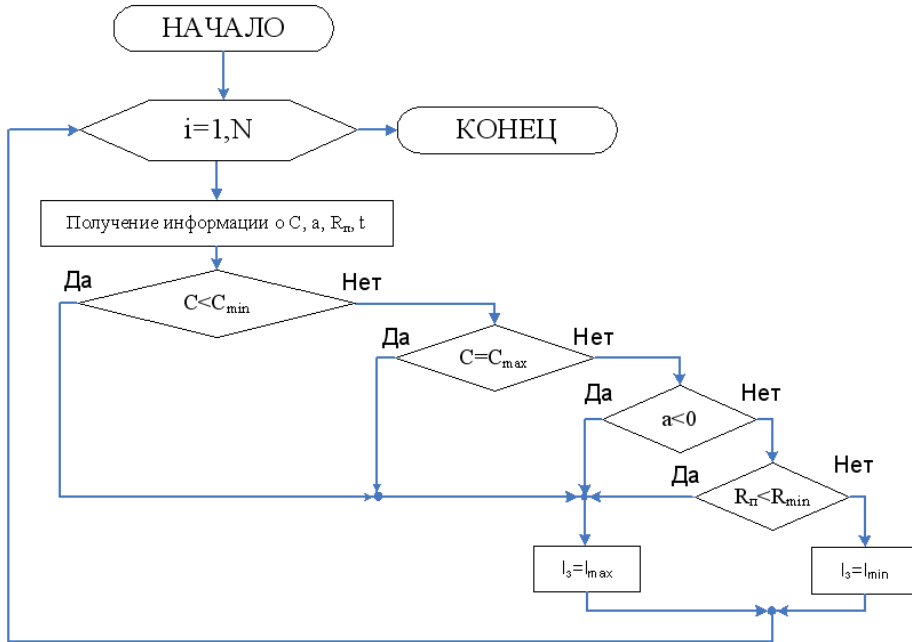 НАЧАЛО
i=1,N
КОНЕЦ
Получение информации о C, a, Rп, t
Да
Нет
C<Cmin
Да
Нет
C=Cmax
Да
Нет
a<0
Да
Нет
Rп<Rmin
Iз=Imax
Iз=Imin